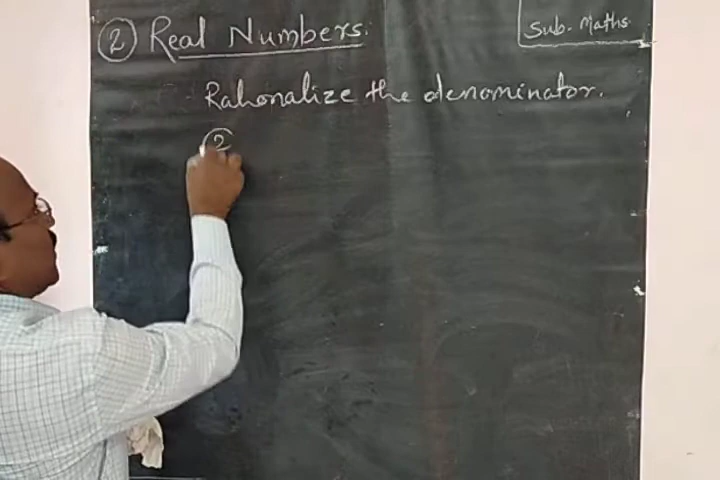 ② Real Numbers.
Sub. Maths.
Rationalize the denominator.
②